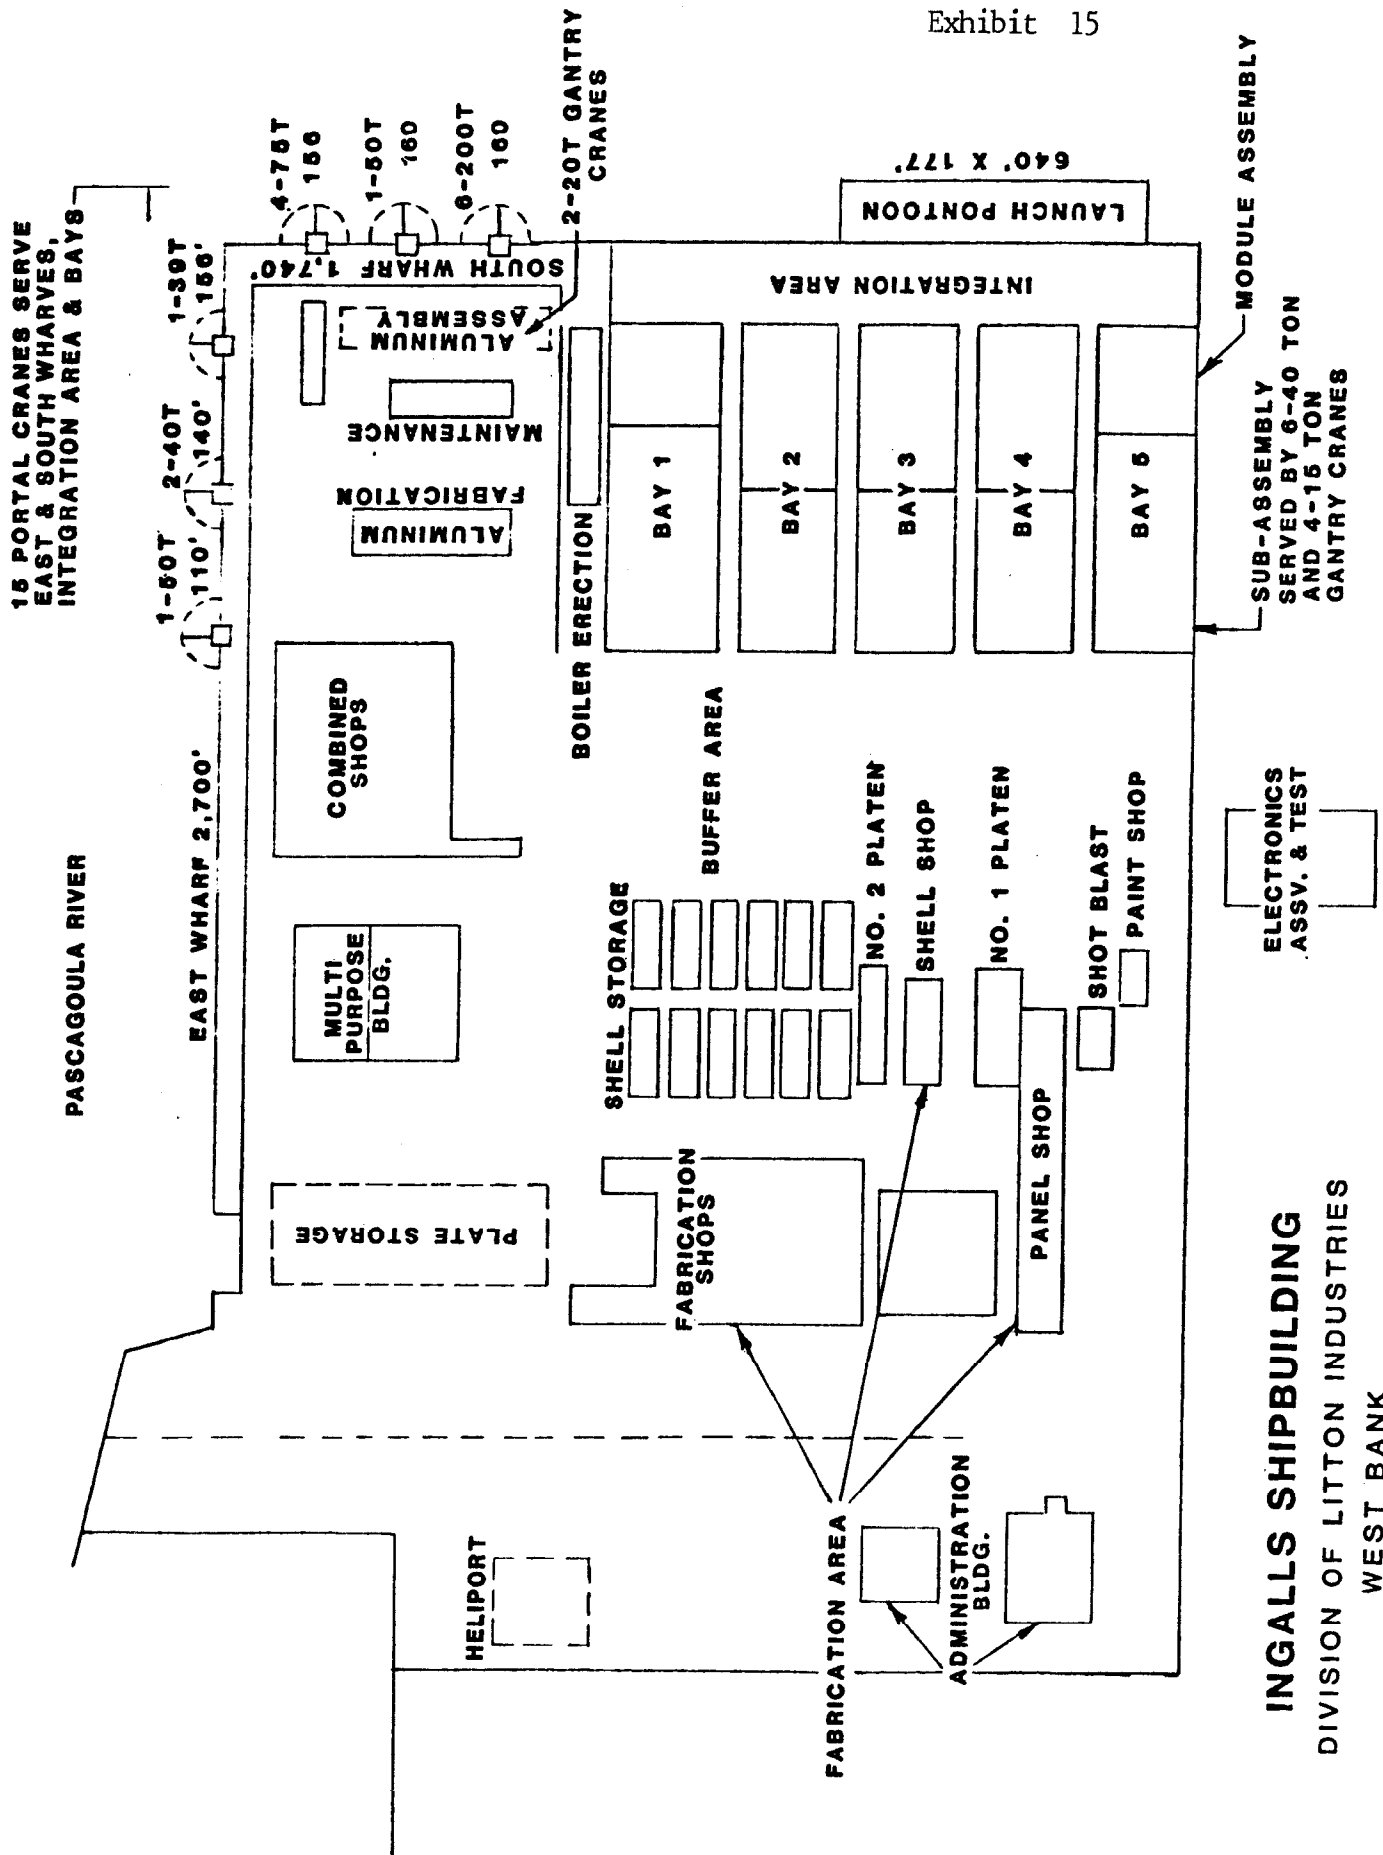 Exhibit 15
15 PORTAL CRANES SERVE
EAST & SOUTH WHARVES,
INTEGRATION AREA & BAYS
PASCAGOULA RIVER
EAST WHARF 2,700'
1-50T
110'
2-40T
140'
1-39T
156'
4-75T
156
1-50T
160
6-200T
160
2-20T GANTRY
CRANES
SOUTH WHARF 1,740'
ALUMINUM
ASSEMBLY
MAINTENANCE
ALUMINUM
FABRICATION
BOILER ERECTION
COMBINED
SHOPS
MULTI
PURPOSE
BLDG.
PLATE STORAGE
HELIPORT
INTEGRATION AREA
LAUNCH PONTOON
640' X 177'
BAY 1
BAY 2
BAY 3
BAY 4
BAY 5
MODULE ASSEMBLY
SUB-ASSEMBLY
SERVED BY 6-40 TON
AND 4-15 TON
GANTRY CRANES
BUFFER AREA
SHELL STORAGE
NO. 2 PLATEN
SHELL SHOP
NO. 1 PLATEN
SHOT BLAST
PAINT SHOP
PANEL SHOP
FABRICATION
SHOPS
FABRICATION AREA
ADMINISTRATION
BLDG.
ELECTRONICS
ASSV. & TEST
INGALLS SHIPBUILDING
DIVISION OF LITTON INDUSTRIES
WEST BANK